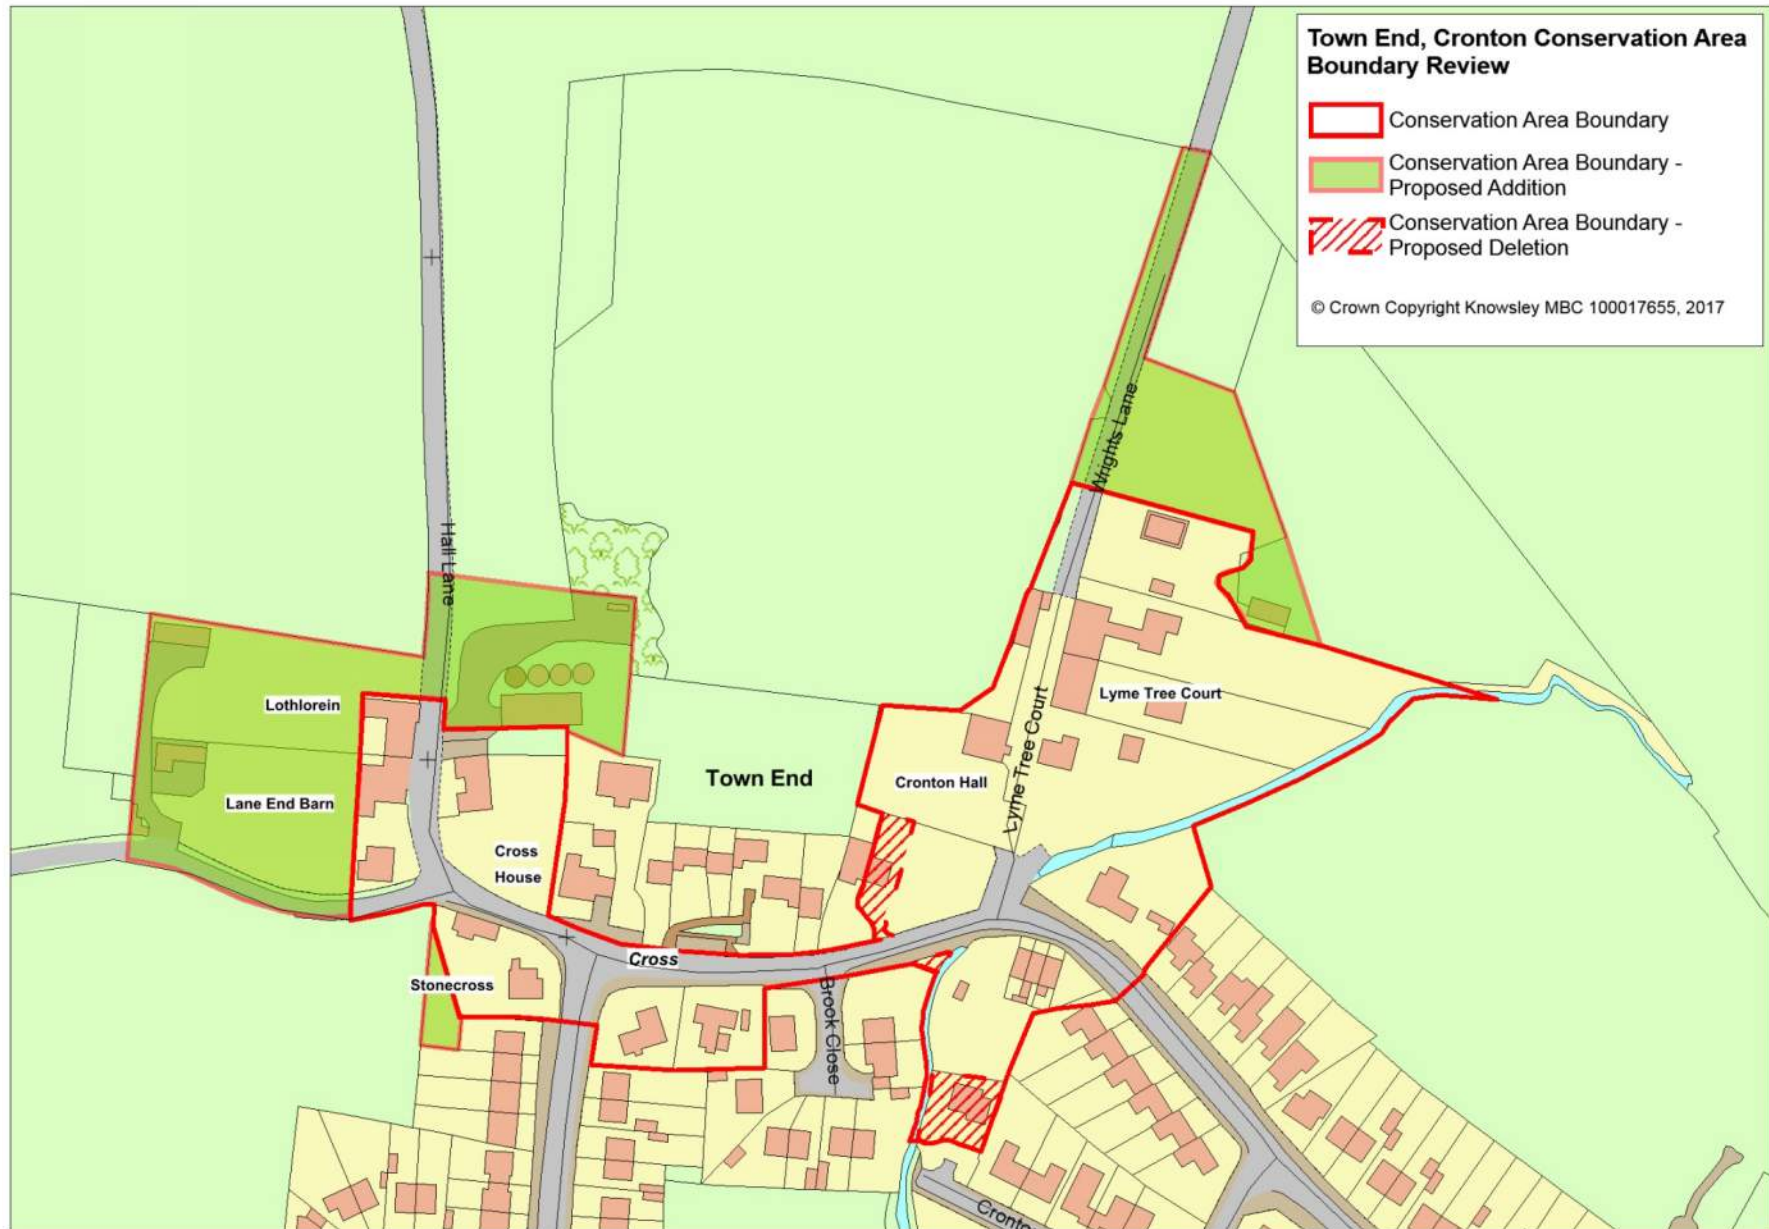 Town End, Cronton Conservation Area
Boundary Review
Conservation Area Boundary
Conservation Area Boundary -
Proposed Addition
Conservation Area Boundary -
Proposed Deletion
© Crown Copyright Knowsley MBC 100017655, 2017
Wrights Lane
Hall Lane
Lothlorein
Lyme Tree Court
Lyme Tree Court
Town End
Cronton Hall
Lane End Barn
Cross
House
Cross
Stonecross
Brook Close
Cronto